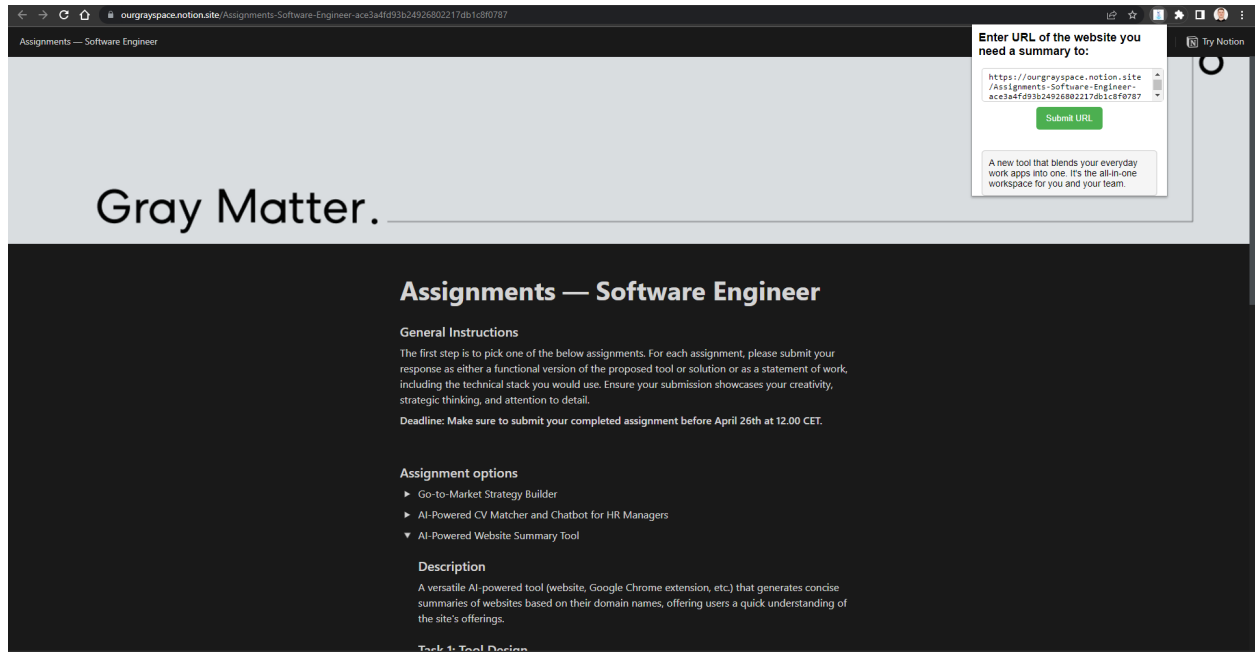 ourgrayspace.notion.site/Assignments-Software-Engineer-ace3a4fd93b24926802217db1c8f0787
Assignments — Software Engineer
Try Notion
Enter URL of the website you
need a summary to:
https://ourgrayspace.notion.site
/Assignments-Software-Engineer-
ace3a4fd93b24926802217db1c8f0787
Submit URL
A new tool that blends your everyday
work apps into one. It's the all-in-one
workspace for you and your team.
Gray Matter.
Assignments — Software Engineer
General Instructions
The first step is to pick one of the below assignments. For each assignment, please submit your
response as either a functional version of the proposed tool or solution or as a statement of work,
including the technical stack you would use. Ensure your submission showcases your creativity,
strategic thinking, and attention to detail.
Deadline: Make sure to submit your completed assignment before April 26th at 12.00 CET.
Assignment options
Go-to-Market Strategy Builder
AI-Powered CV Matcher and Chatbot for HR Managers
AI-Powered Website Summary Tool
Description
A versatile AI-powered tool (website, Google Chrome extension, etc.) that generates concise
summaries of websites based on their domain names, offering users a quick understanding of
the site's offerings.
Task 1: Tool Design